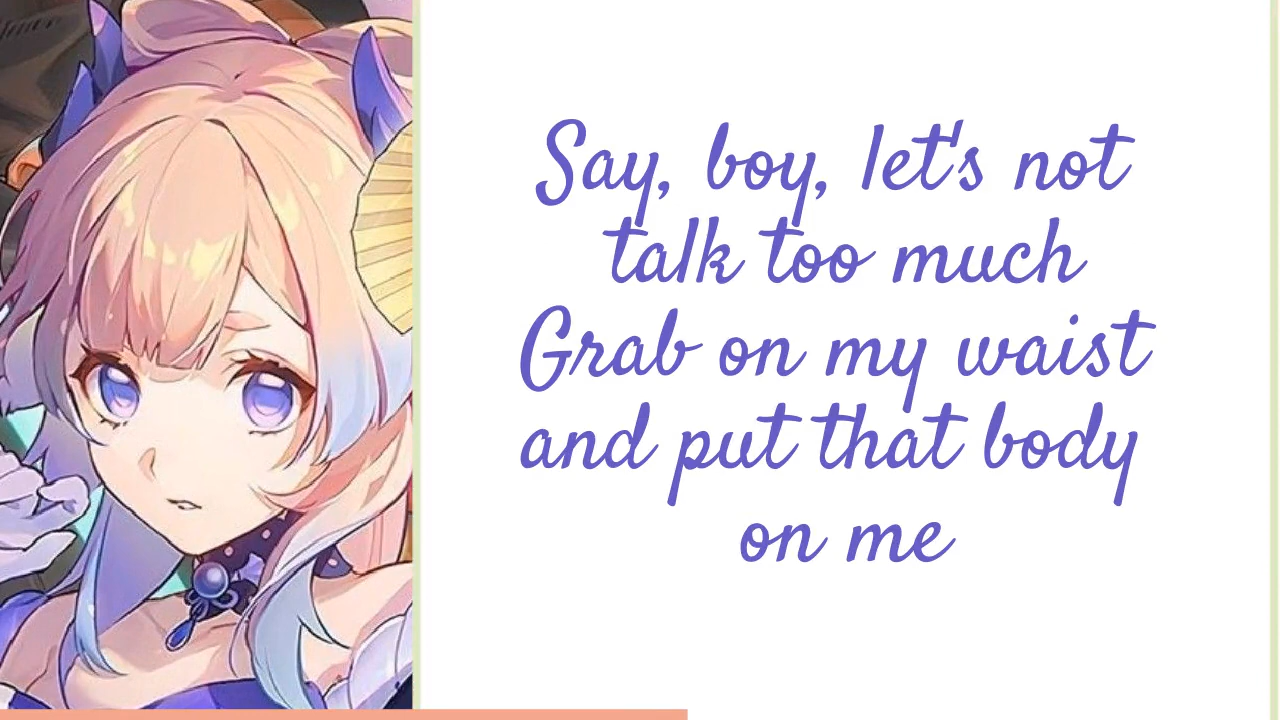 Say, boy, let's not
talk too much
Grab on my waist
and put that body
on me